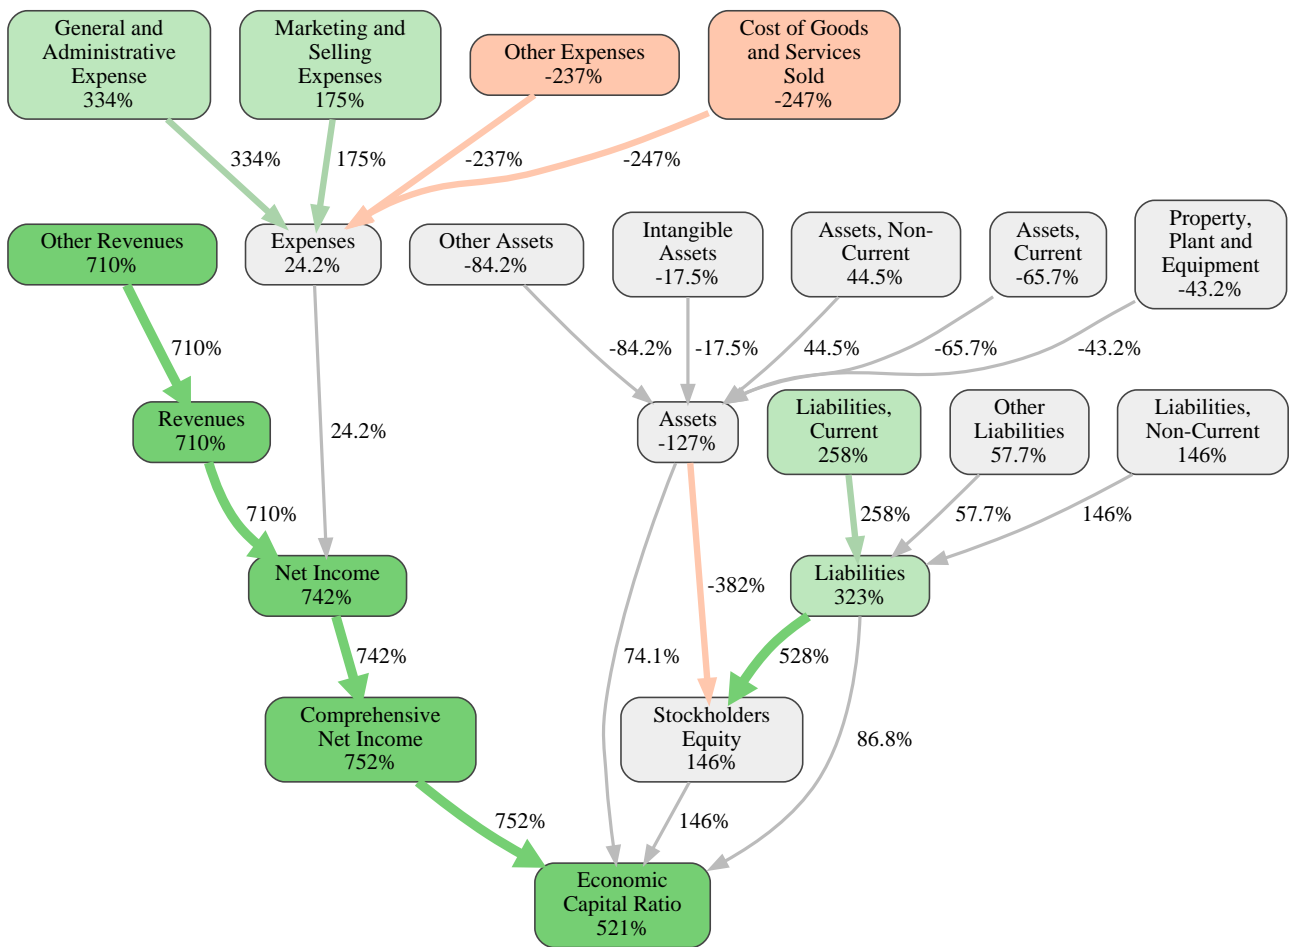 General and
Administrative
Expense
334%
Marketing and
Selling
Expenses
175%
Other Expenses
-237%
Cost of Goods
and Services
Sold
-247%
334%
175%
-237%
-247%
Other Revenues
710%
Expenses
24.2%
Other Assets
-84.2%
Intangible
Assets
-17.5%
Assets, Non-
Current
44.5%
Assets,
Current
-65.7%
Property,
Plant and
Equipment
-43.2%
710%
-84.2%
-17.5%
44.5%
-65.7%
-43.2%
Revenues
710%
24.2%
Assets
-127%
Liabilities,
Current
258%
Other
Liabilities
57.7%
Liabilities,
Non-Current
146%
710%
258%
57.7%
146%
Net Income
742%
-382%
Liabilities
323%
742%
74.1%
528%
Comprehensive
Net Income
752%
Stockholders
Equity
146%
86.8%
752%
146%
Economic
Capital Ratio
521%